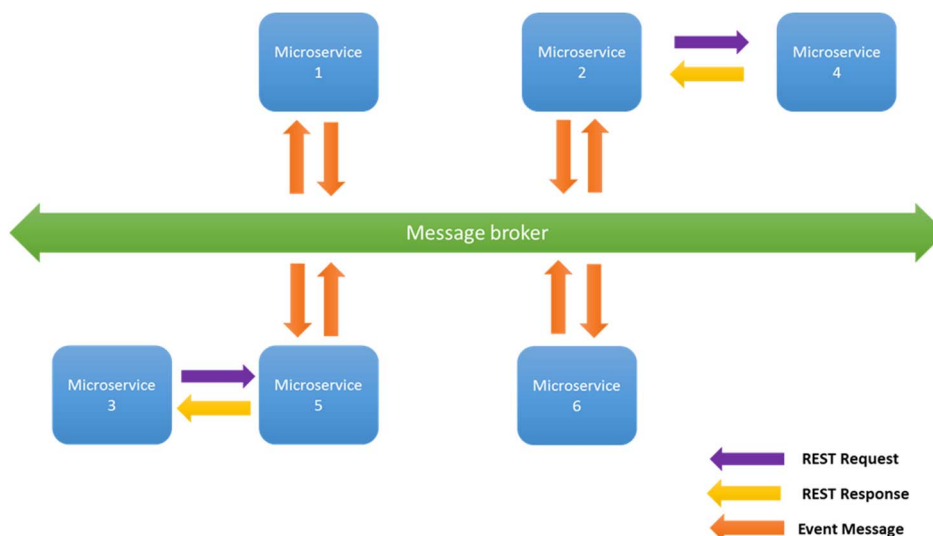 Microservice
1
Microservice
2
Microservice
4
Message broker
Microservice
3
Microservice
5
Microservice
6
REST Request
REST Response
Event Message